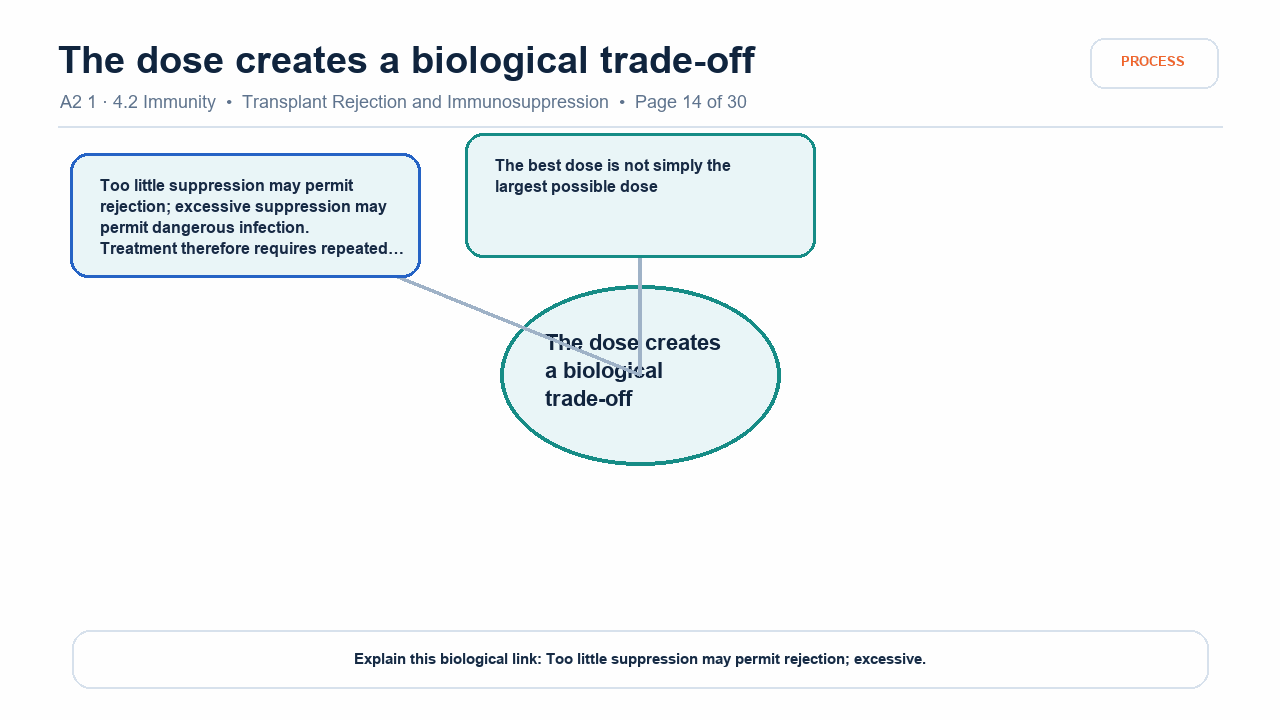 The dose creates a biological trade-off
PROCESS
A2 1 · 4.2 Immunity • Transplant Rejection and Immunosuppression • Page 14 of 30
Too little suppression may permit
rejection; excessive suppression may
permit dangerous infection.
Treatment therefore requires repeated…
The best dose is not simply the
largest possible dose
The dose creates
a biological
trade-off
Explain this biological link: Too little suppression may permit rejection; excessive.